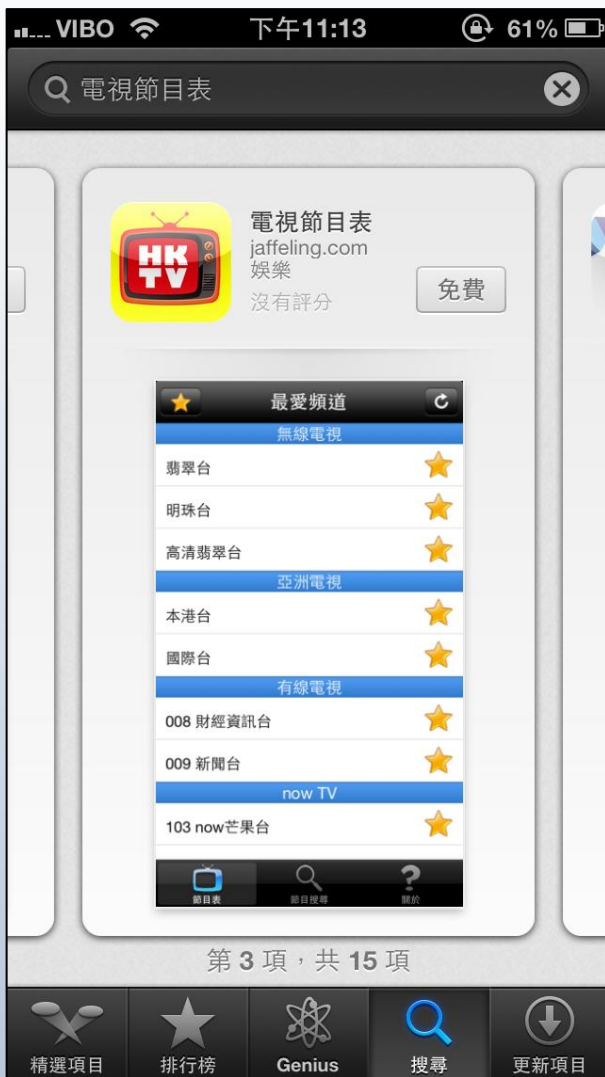 VIBO 下午11:13 61%
電視節目表
HK
TV
電視節目表
jaffeling.com
娛樂
沒有評分
免費
最愛頻道
無線電視
翡翠台
明珠台
高清翡翠台
亞洲電視
本港台
國際台
有線電視
008 財經資訊台
009 新聞台
now TV
103 now芒果台
節目表 節目搜尋 關於
第 3 項，共 15 項
精選項目 排行榜 Genius 搜尋 更新項目